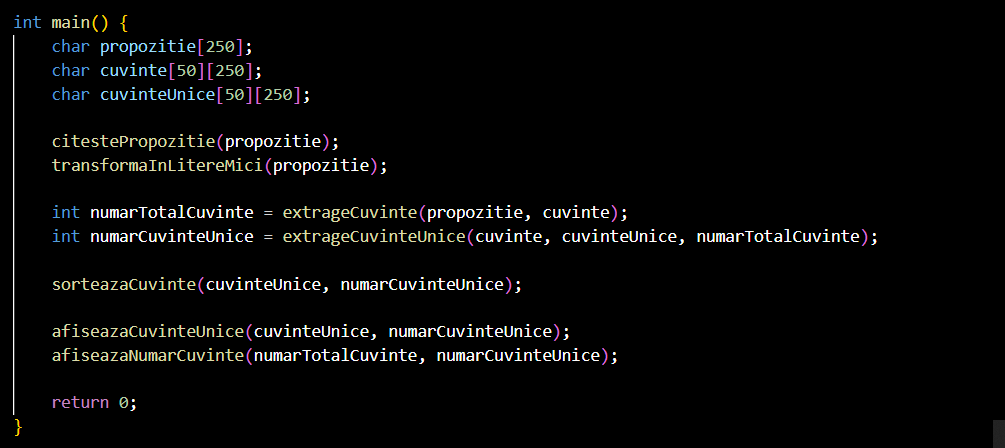 int main() {
    char propozitie[250];
    char cuvinte[50][250];
    char cuvinteUnice[50][250];

    citestePropozitie(propozitie);
    transformaInLitereMici(propozitie);

    int numarTotalCuvinte = extrageCuvinte(propozitie, cuvinte);
    int numarCuvinteUnice = extrageCuvinteUnice(cuvinte, cuvinteUnice, numarTotalCuvinte);

    sorteazaCuvinte(cuvinteUnice, numarCuvinteUnice);

    afiseazaCuvinteUnice(cuvinteUnice, numarCuvinteUnice);
    afiseazaNumarCuvinte(numarTotalCuvinte, numarCuvinteUnice);

    return 0;
}